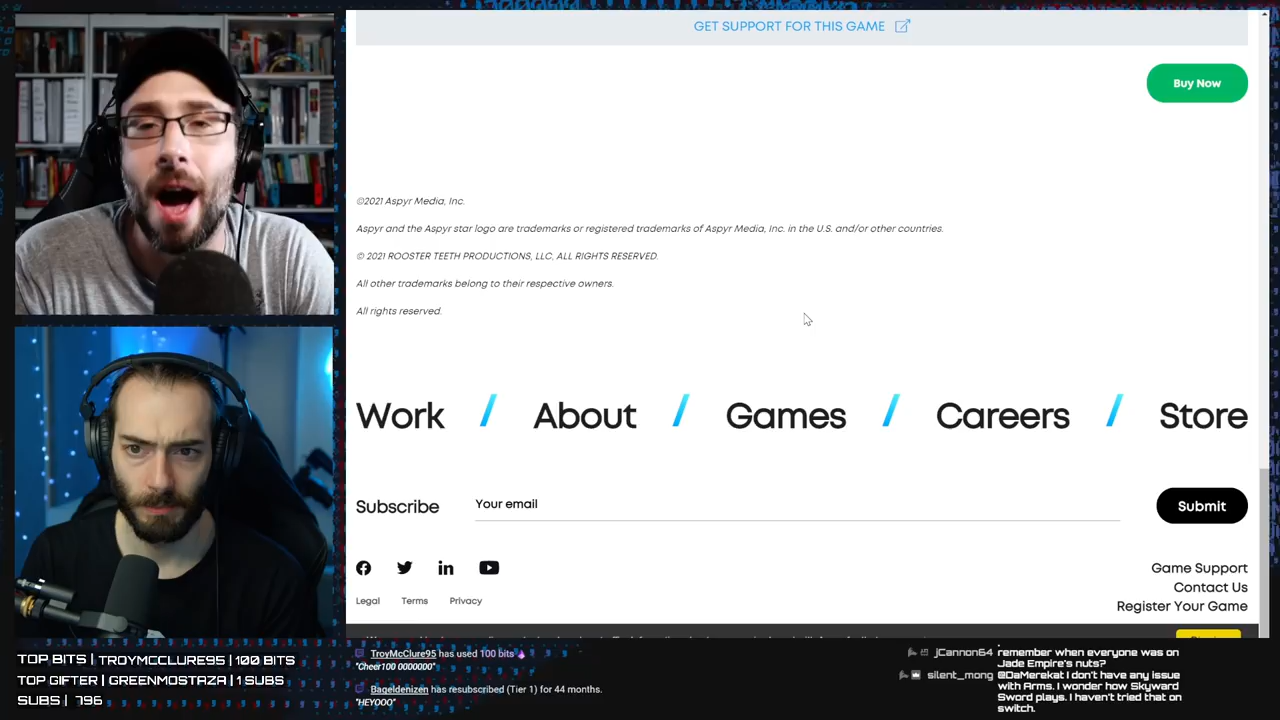 GET SUPPORT FOR THIS GAME
Buy Now
©2021 Aspyr Media, Inc.
Aspyr and the Aspyr star logo are trademarks or registered trademarks of Aspyr Media, Inc. in the U.S. and/or other countries.
© 2021 ROOSTER TEETH PRODUCTIONS, LLC, ALL RIGHTS RESERVED.
All other trademarks belong to their respective owners.
All rights reserved.
Work / About / Games / Careers / Store
Subscribe Your email Submit
Game Support
Contact Us
Legal Terms Privacy
Register Your Game
TOP BITS | TROYMCCLURE95 | 100 BITS
TOP GIFTER | GREENMOSTAZA | 1 SUBS
SUBS | 796
TroyMcClure95 has used 100 bits
"Cheer100 0000000"
Bageldenizen has resubscribed (Tier 1) for 44 months.
"HEYOOO"
jCannon64 remember when everyone was on
Jade Empire's nuts?
silent_mong @DaMerekat I don't have any issue
with Arms. I wonder how Skyward
Sword plays. I haven't tried that on
switch.